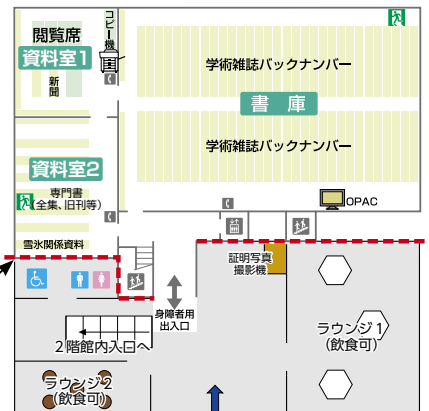 コピー機
閲覧席
資料室1
新聞
学術雑誌バックナンバー
書庫
学術雑誌バックナンバー
資料室2
専門書
(全集、旧刊等)
OPAC
雪氷関係資料
証明写真
撮影機
身障者用
出入口
ラウンジ1
(飲食可)
2階館内入口へ
ラウンジ2
(飲食可)